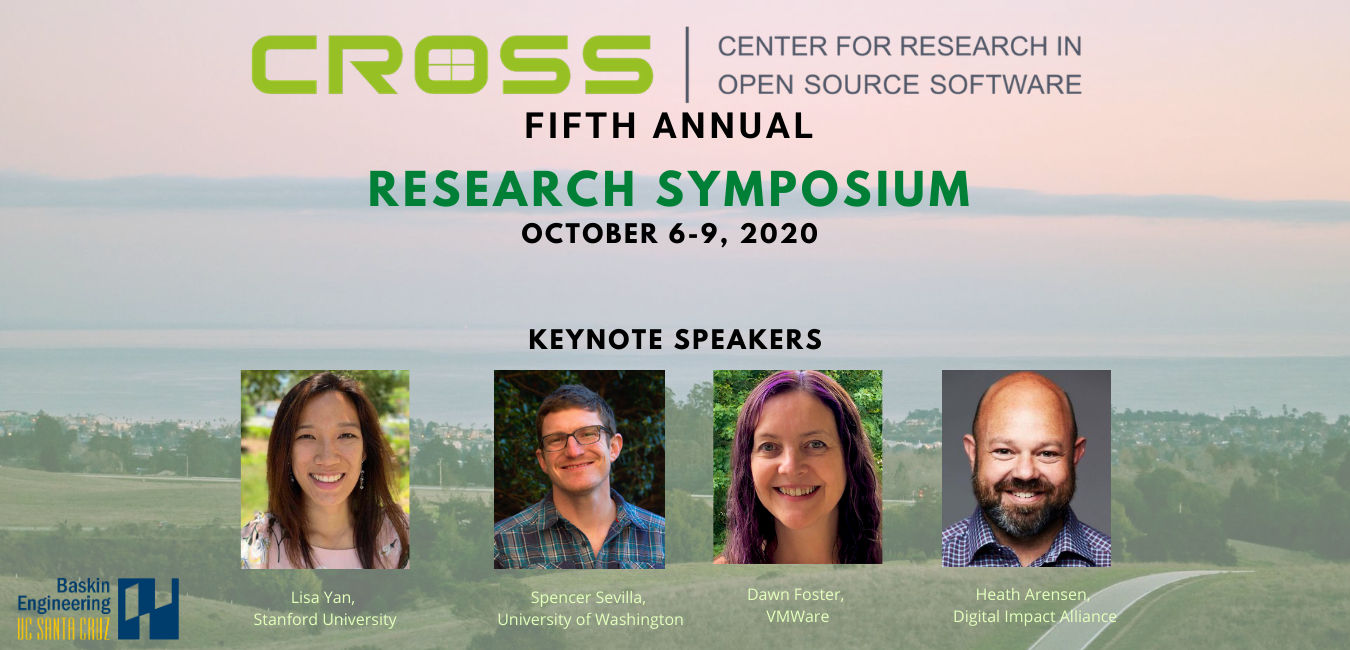 CROSS
CENTER FOR RESEARCH IN
OPEN SOURCE SOFTWARE
FIFTH ANNUAL
RESEARCH SYMPOSIUM
OCTOBER 6-9, 2020
KEYNOTE SPEAKERS
Lisa Yan,
Stanford University
Spencer Sevilla,
University of Washington
Dawn Foster,
VMWare
Heath Arensen,
Digital Impact Alliance
Baskin
Engineering
UC SANTA CRUZ